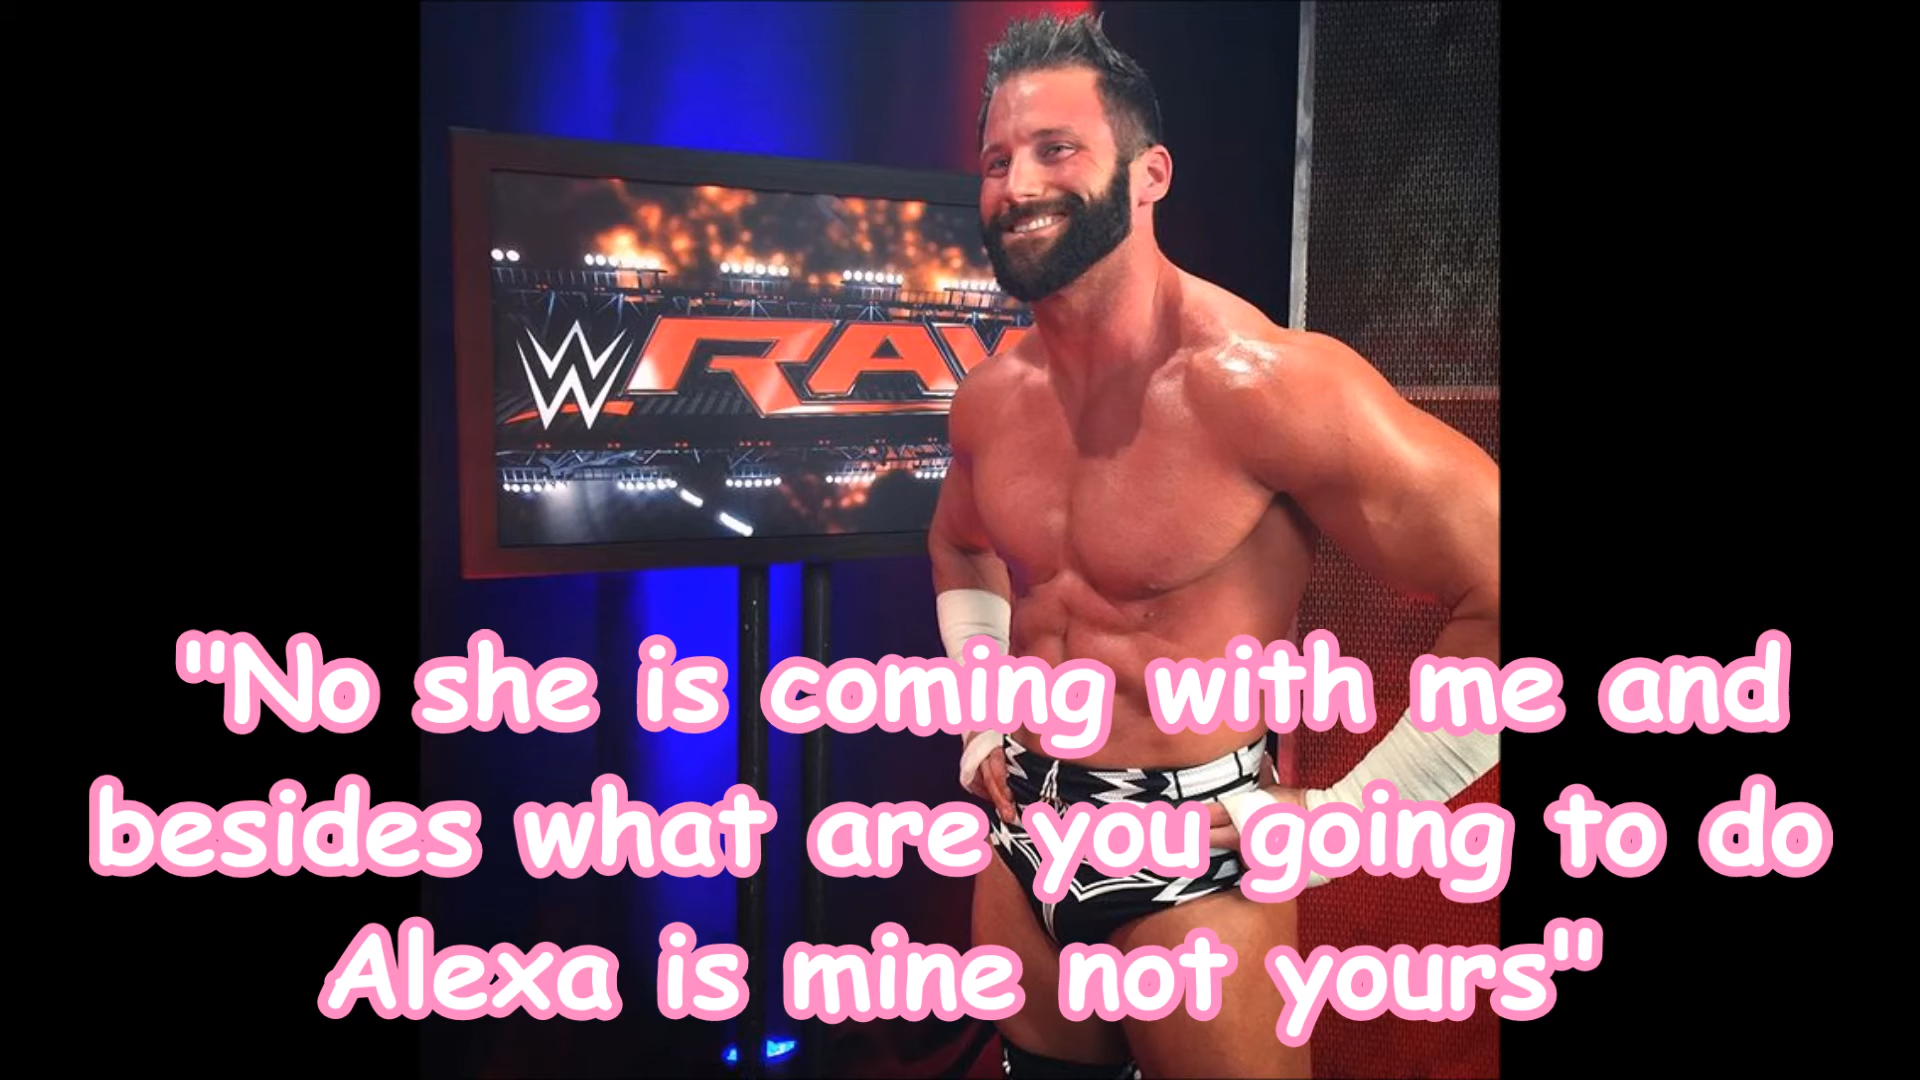 W RAW
"No she is coming with me and
besides what are you going to do
Alexa is mine not yours"